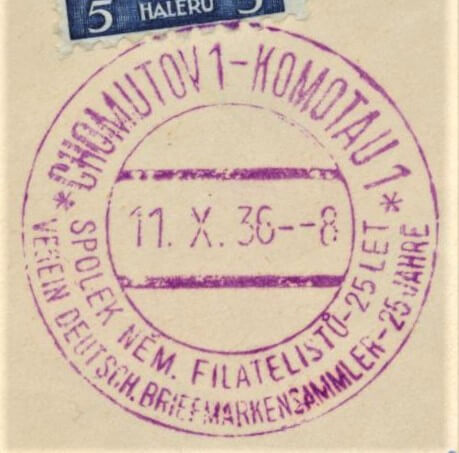 5 HALÉŘŮ 5
*CHOMUTOV 1-KOMOTAU 1*
11. X. 36--8
SPOLEK NĚM. FILATELISTŮ-25 LET
VEREIN DEUTSCH. BRIEFMARKENSAMMLER-25 JAHRE